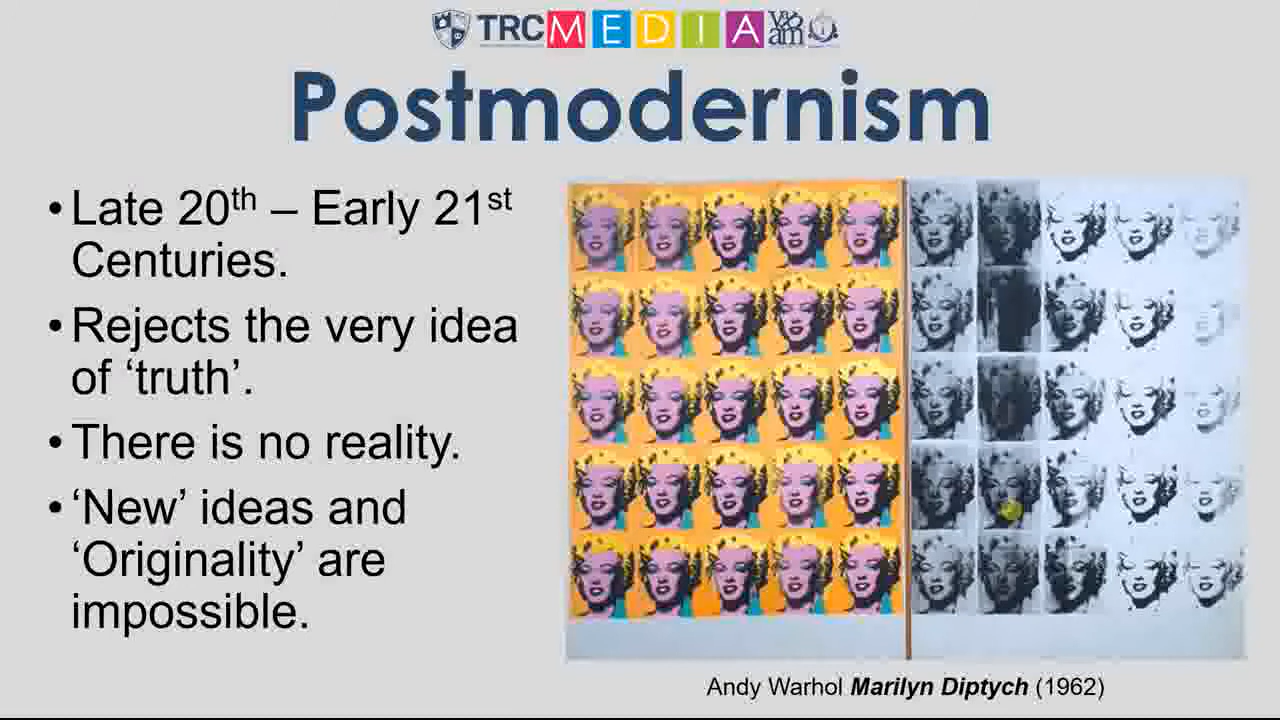 TRC MEDIA
Postmodernism
• Late 20th – Early 21st
Centuries.
• Rejects the very idea
of ‘truth’.
• There is no reality.
• ‘New’ ideas and
‘Originality’ are
impossible.
Andy Warhol Marilyn Diptych (1962)